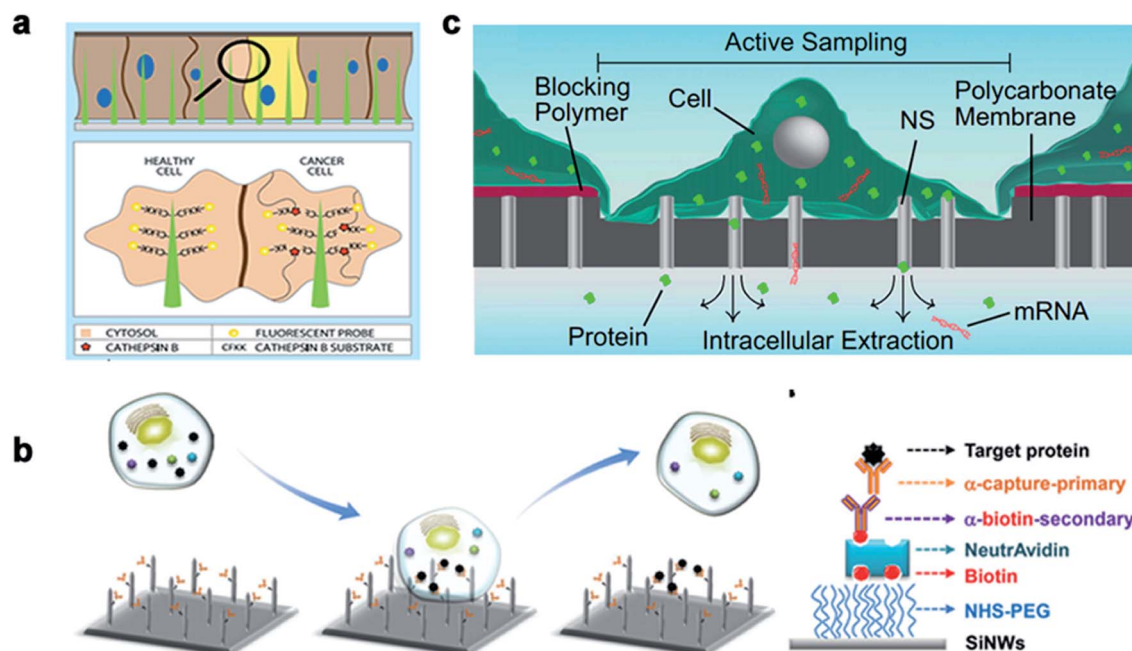 a
HEALTHY
CELL
CANCER
CELL
CYTOSOL
FLUORESCENT PROBE
CATHEPSIN B
CFKK CATHEPSIN B SUBSTRATE
c
Active Sampling
Blocking
Polymer
Cell
NS
Polycarbonate
Membrane
Protein
Intracellular Extraction
mRNA
b
Target protein
α-capture-primary
α-biotin-secondary
NeutrAvidin
Biotin
NHS-PEG
SiNWs